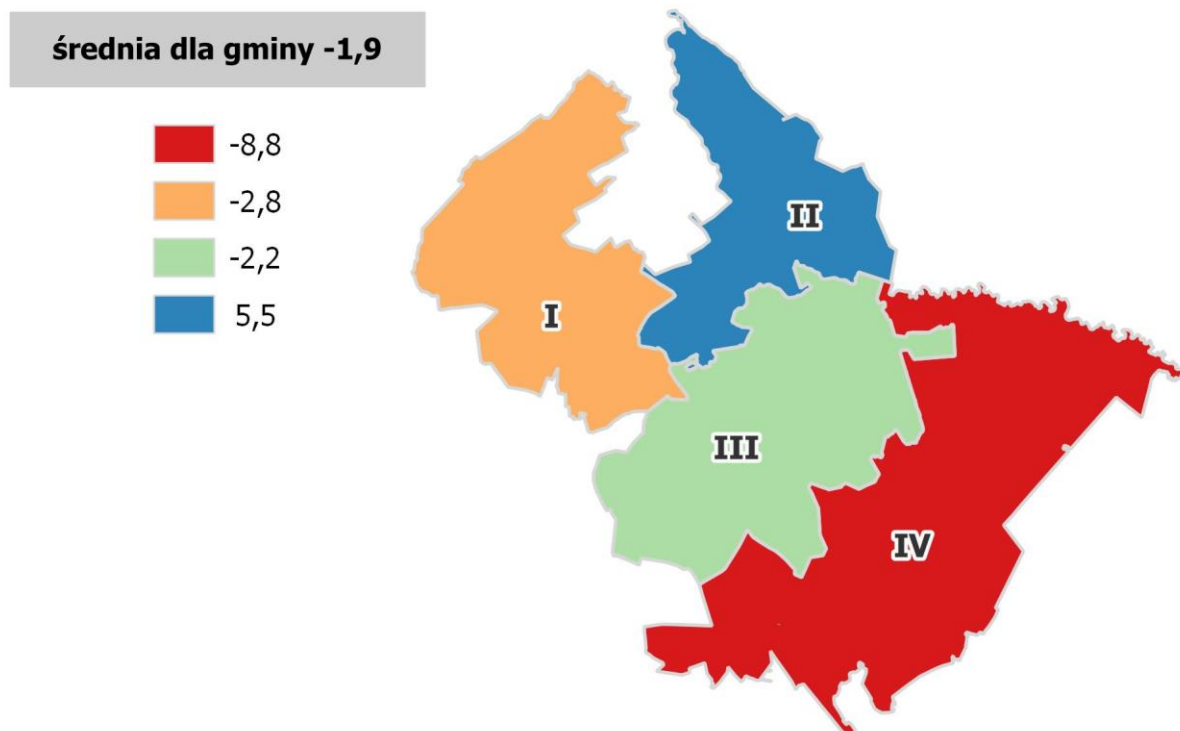 średnia dla gminy -1,9
-8,8
-2,8
-2,2
5,5
II
I
III
IV